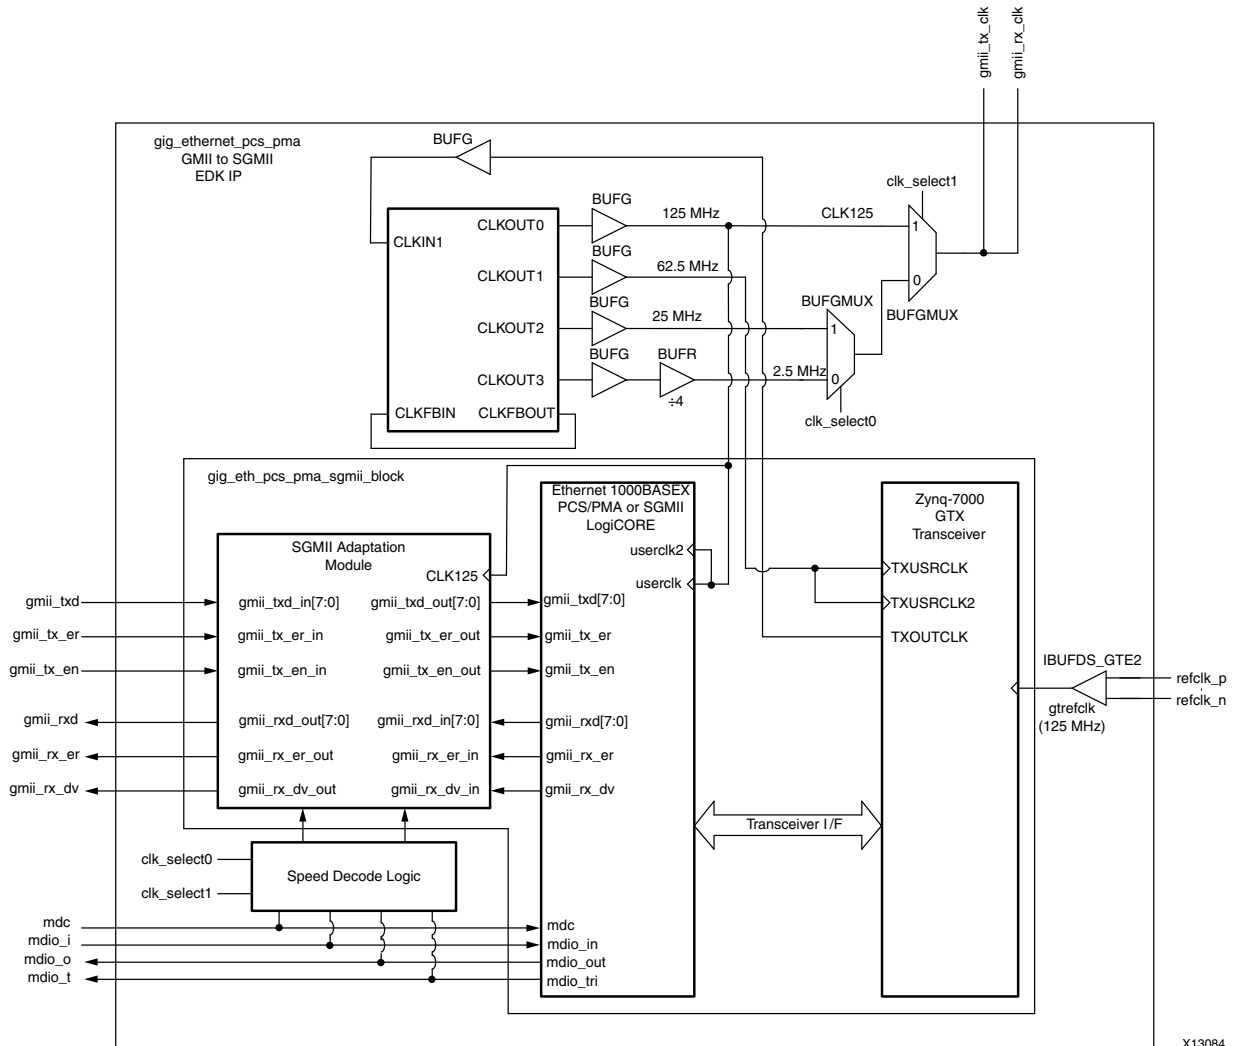 gmii_tx_clk
gmii_rx_clk
gig_ethernet_pcs_pma
GMII to SGMII
EDK IP
BUFG
clk_select1
CLKIN1
CLKOUT0
BUFG
125 MHz
CLK125
1
CLKOUT1
BUFG
62.5 MHz
0
BUFGMUX
CLKOUT2
BUFG
25 MHz
BUFGMUX
1
CLKOUT3
BUFG
BUFR
÷4
2.5 MHz
0
clk_select0
CLKFBIN
CLKFBOUT
gig_eth_pcs_pma_sgmii_block
SGMII Adaptation
Module
CLK125
Ethernet 1000BASEX
PCS/PMA or SGMII
LogiCORE
userclk2
userclk
Zynq-7000
GTX
Transceiver
TXUSRCLK
TXUSRCLK2
TXOUTCLK
IBUFDS_GTE2
refclk_p
refclk_n
gtrefclk
(125 MHz)
gmii_txd
gmii_txd_in[7:0]
gmii_txd_out[7:0]
gmii_txd[7:0]
gmii_tx_er
gmii_tx_er_in
gmii_tx_er_out
gmii_tx_er
gmii_tx_en
gmii_tx_en_in
gmii_tx_en_out
gmii_tx_en
gmii_rxd
gmii_rxd_out[7:0]
gmii_rxd_in[7:0]
gmii_rxd[7:0]
gmii_rx_er
gmii_rx_er_out
gmii_rx_er_in
gmii_rx_er
gmii_rx_dv
gmii_rx_dv_out
gmii_rx_dv_in
gmii_rx_dv
Transceiver I/F
clk_select0
clk_select1
Speed Decode Logic
mdc
mdc
mdio_i
mdio_in
mdio_o
mdio_out
mdio_t
mdio_tri
X13084